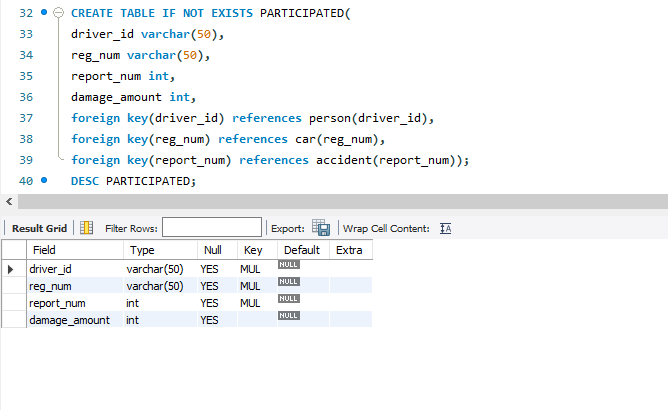 32 CREATE TABLE IF NOT EXISTS PARTICIPATED(
33 driver_id varchar(50),
34 reg_num varchar(50),
35 report_num int,
36 damage_amount int,
37 foreign key(driver_id) references person(driver_id),
38 foreign key(reg_num) references car(reg_num),
39 foreign key(report_num) references accident(report_num));
40 DESC PARTICIPATED;
Result Grid Filter Rows: Export: Wrap Cell Content: IA
Field Type Null Key Default Extra
driver_id varchar(50) YES MUL NULL
reg_num varchar(50) YES MUL NULL
report_num int YES MUL NULL
damage_amount int YES NULL